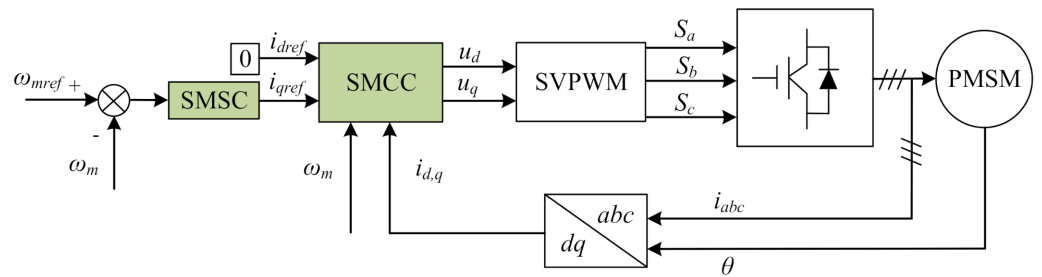 ω_mref +
-
ω_m
SMSC
0
i_dref
i_qref
SMCC
ω_m
i_d,q
u_d
u_q
SVPWM
S_a
S_b
S_c
PMSM
i_abc
abc
dq
θ